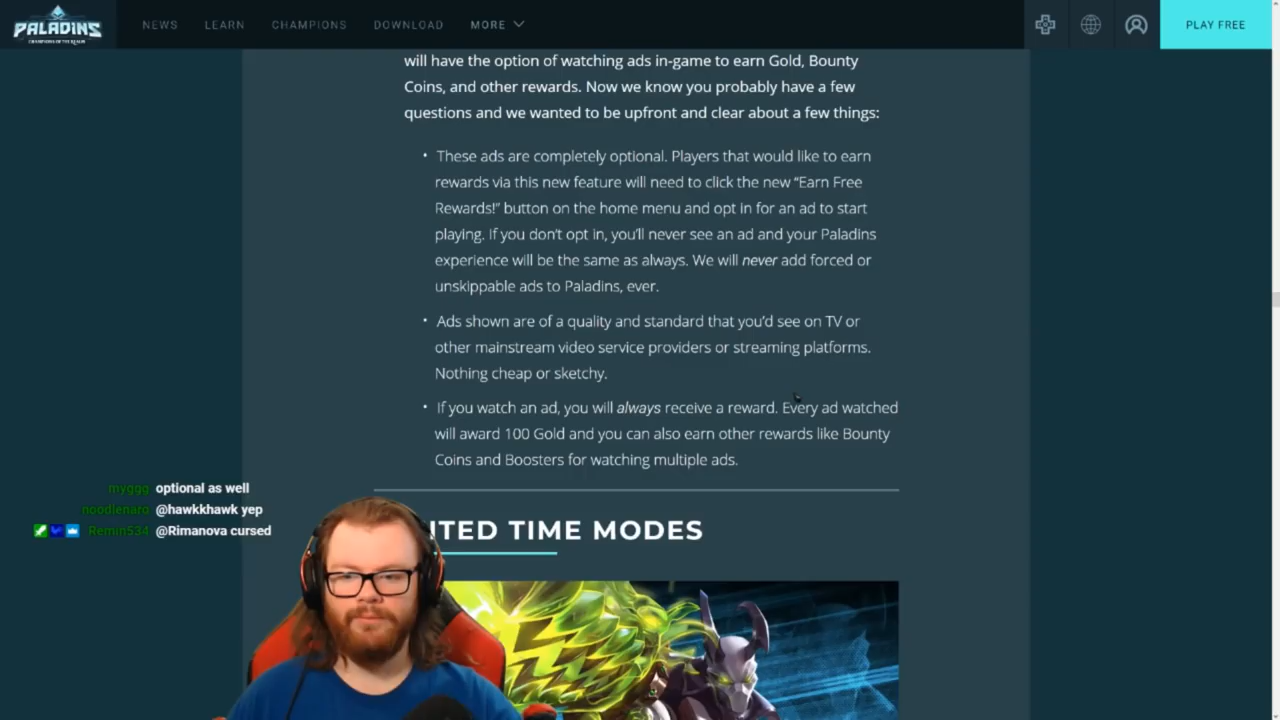 PALADINS
CHAMPIONS OF THE REALM
NEWS LEARN CHAMPIONS DOWNLOAD MORE
PLAY FREE
will have the option of watching ads in-game to earn Gold, Bounty
Coins, and other rewards. Now we know you probably have a few
questions and we wanted to be upfront and clear about a few things:
• These ads are completely optional. Players that would like to earn
rewards via this new feature will need to click the new “Earn Free
Rewards!” button on the home menu and opt in for an ad to start
playing. If you don’t opt in, you’ll never see an ad and your Paladins
experience will be the same as always. We will never add forced or
unskippable ads to Paladins, ever.
• Ads shown are of a quality and standard that you’d see on TV or
other mainstream video service providers or streaming platforms.
Nothing cheap or sketchy.
• If you watch an ad, you will always receive a reward. Every ad watched
will award 100 Gold and you can also earn other rewards like Bounty
Coins and Boosters for watching multiple ads.
myggg optional as well
noodlenaro @hawkkhawk yep
Remin534 @Rimanova cursed
ITED TIME MODES